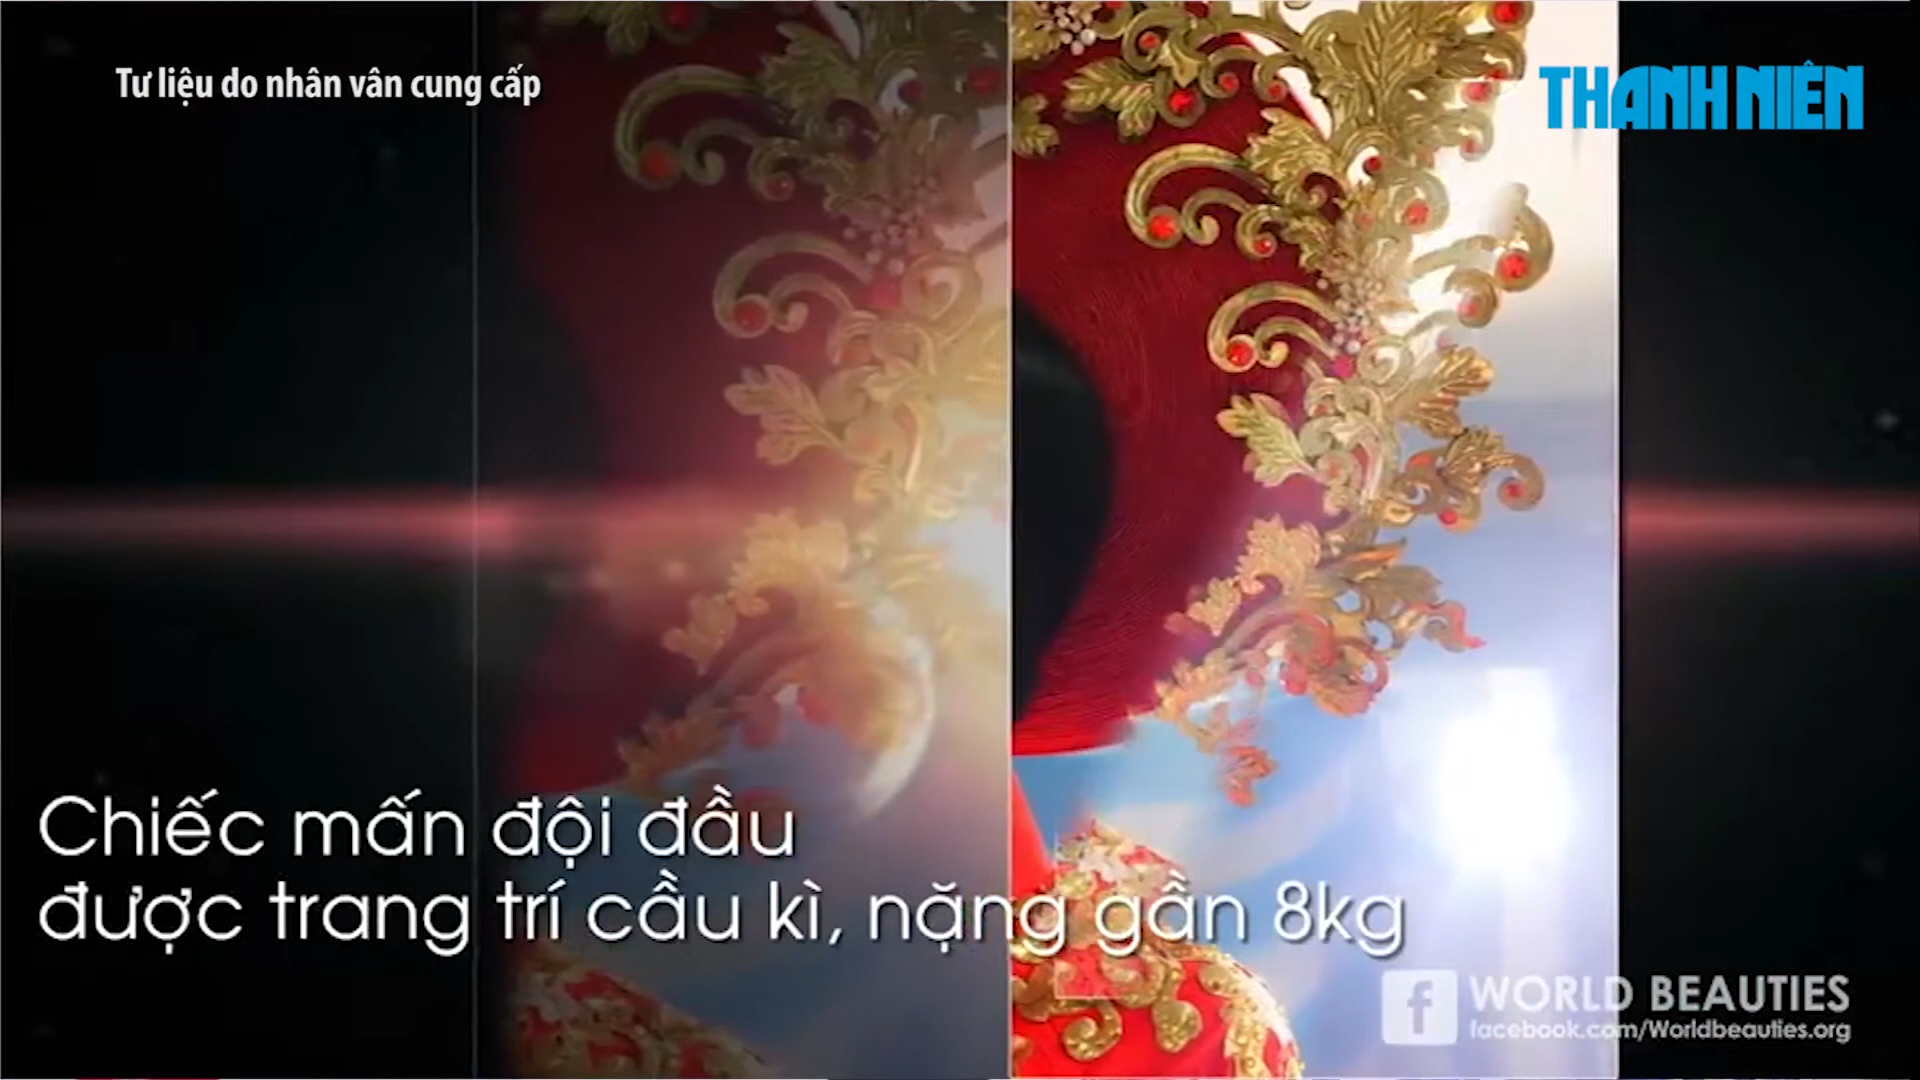 Tư liệu do nhân vân cung cấp
THANH NIÊN
Chiếc mấn đội đầu
được trang trí cầu kì, nặng gần 8kg
WORLD BEAUTIES
facebook.com/Worldbeauties.org